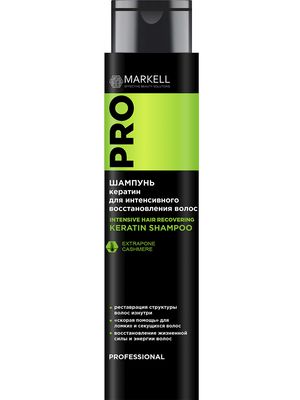 MARKELL
EFFECTIVE BEAUTY SOLUTIONS
PRO
ШАМПУНЬ
кератин
для интенсивного
восстановления волос
INTENSIVE HAIR RECOVERING
KERATIN SHAMPOO
EXTRAPONE
CASHMERE
• реставрация структуры
волос изнутри
• «скорая помощь» для
ломких и секущихся волос
• восстановление жизненной
силы и энергии волос
PROFESSIONAL